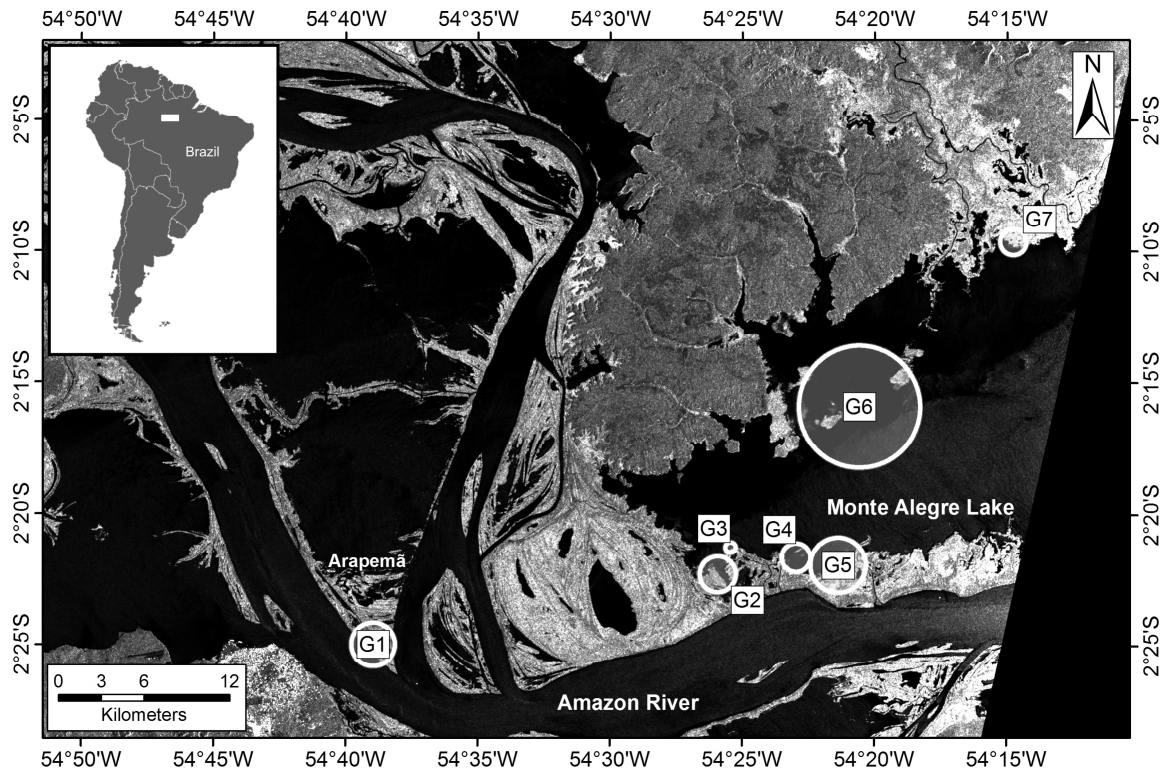 54°50'W 54°45'W 54°40'W 54°35'W 54°30'W 54°25'W 54°20'W 54°15'W
N
2°5'S 2°5'S
Brazil
G7
2°10'S 2°10'S
2°15'S 2°15'S
G6
Monte Alegre Lake
2°20'S 2°20'S
G3 G4
Arapemã
G5
G2
G1
2°25'S 2°25'S
0 3 6 12
Kilometers
Amazon River
54°50'W 54°45'W 54°40'W 54°35'W 54°30'W 54°25'W 54°20'W 54°15'W